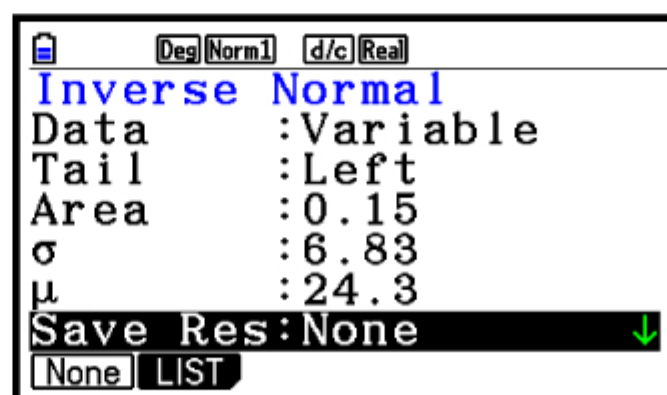 Deg Norm1 d/c Real
Inverse Normal
Data :Variable
Tail :Left
Area :0.15
σ :6.83
μ :24.3
Save Res:None
None LIST